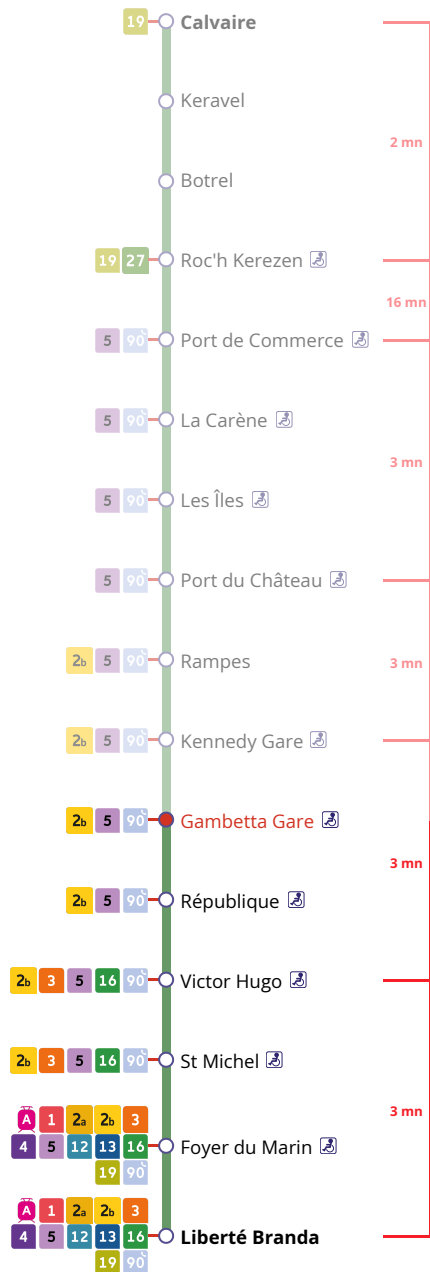 19 Calvaire
Keravel
2 mn
Botrel
19 27 Roc'h Kerezen
16 mn
5 90` Port de Commerce
5 90` La Carène
3 mn
5 90` Les Îles
5 90` Port du Château
2b 5 90` Rampes
3 mn
2b 5 90` Kennedy Gare
2b 5 90` Gambetta Gare
3 mn
2b 5 90` République
2b 3 5 16 90` Victor Hugo
2b 3 5 16 90` St Michel
A 1 2a 2b 3
3 mn
4 5 12 13 16 Foyer du Marin
19 90`
A 1 2a 2b 3
4 5 12 13 16 Liberté Branda
19 90`